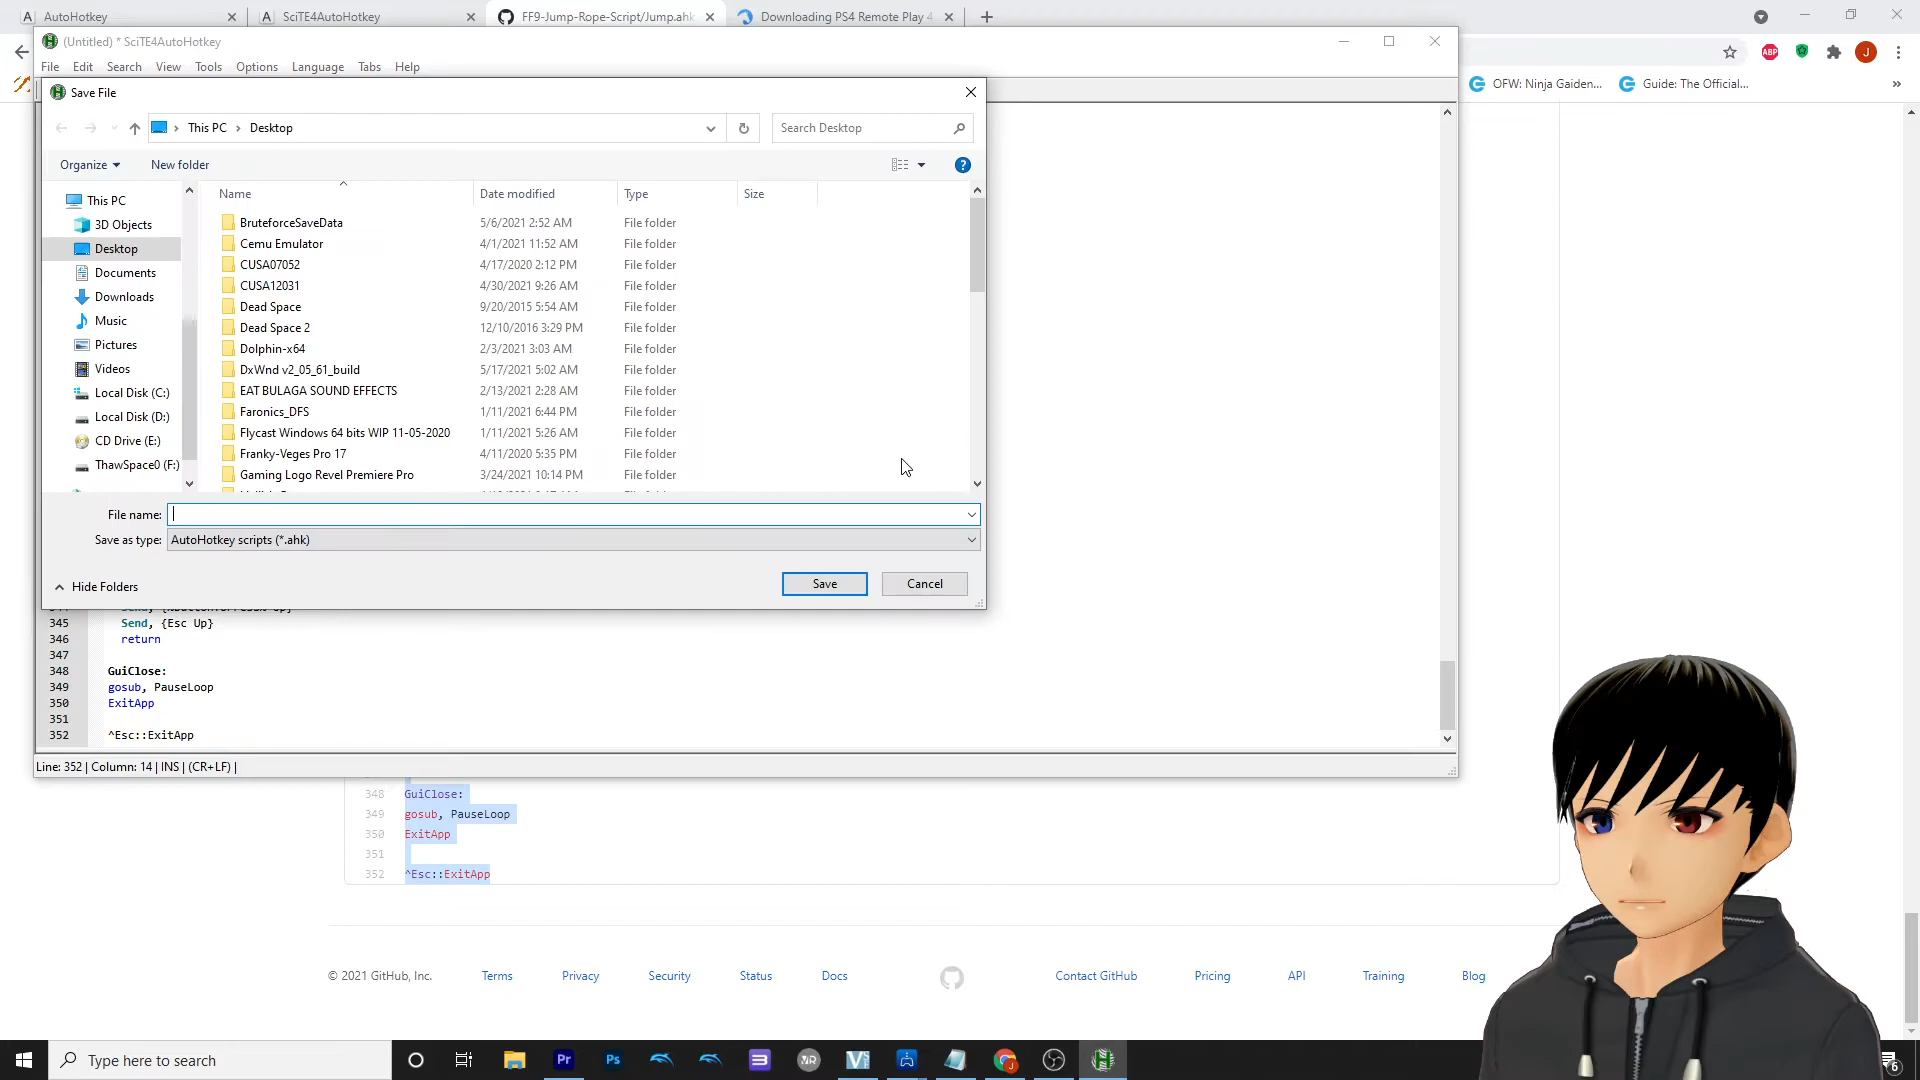 AutoHotkey
SciTE4AutoHotkey
FF9-Jump-Rope-Script/Jump.ahk
Downloading PS4 Remote Play 4
(Untitled) * SciTE4AutoHotkey
File Edit Search View Tools Options Language Tabs Help
ABP
J
OFW: Ninja Gaiden...
Guide: The Official...
»
Save File
This PC › Desktop
Search Desktop
Organize
New folder
Name Date modified Type Size
This PC
3D Objects
Desktop
Documents
Downloads
Music
Pictures
Videos
Local Disk (C:)
Local Disk (D:)
CD Drive (E:)
ThawSpace0 (F:)
BruteforceSaveData 5/6/2021 2:52 AM File folder
Cemu Emulator 4/1/2021 11:52 AM File folder
CUSA07052 4/17/2020 2:12 PM File folder
CUSA12031 4/30/2021 9:26 AM File folder
Dead Space 9/20/2015 5:54 AM File folder
Dead Space 2 12/10/2016 3:29 PM File folder
Dolphin-x64 2/3/2021 3:03 AM File folder
DxWnd v2_05_61_build 5/17/2021 5:02 AM File folder
EAT BULAGA SOUND EFFECTS 2/13/2021 2:28 AM File folder
Faronics_DFS 1/11/2021 6:44 PM File folder
Flycast Windows 64 bits WIP 11-05-2020 1/11/2021 5:26 AM File folder
Franky-Veges Pro 17 4/11/2020 5:35 PM File folder
Gaming Logo Revel Premiere Pro 3/24/2021 10:14 PM File folder
File name:
Save as type: AutoHotkey scripts (*.ahk)
Hide Folders
Save
Cancel
345 Send, {Esc Up}
346 return
347
348 GuiClose:
349 gosub, PauseLoop
350 ExitApp
351
352 ^Esc::ExitApp
Line: 352 | Column: 14 | INS | (CR+LF) |
348 GuiClose:
349 gosub, PauseLoop
350 ExitApp
351
352 ^Esc::ExitApp
© 2021 GitHub, Inc. Terms Privacy Security Status Docs Contact GitHub Pricing API Training Blog
Type here to search
Pr
Ps
6